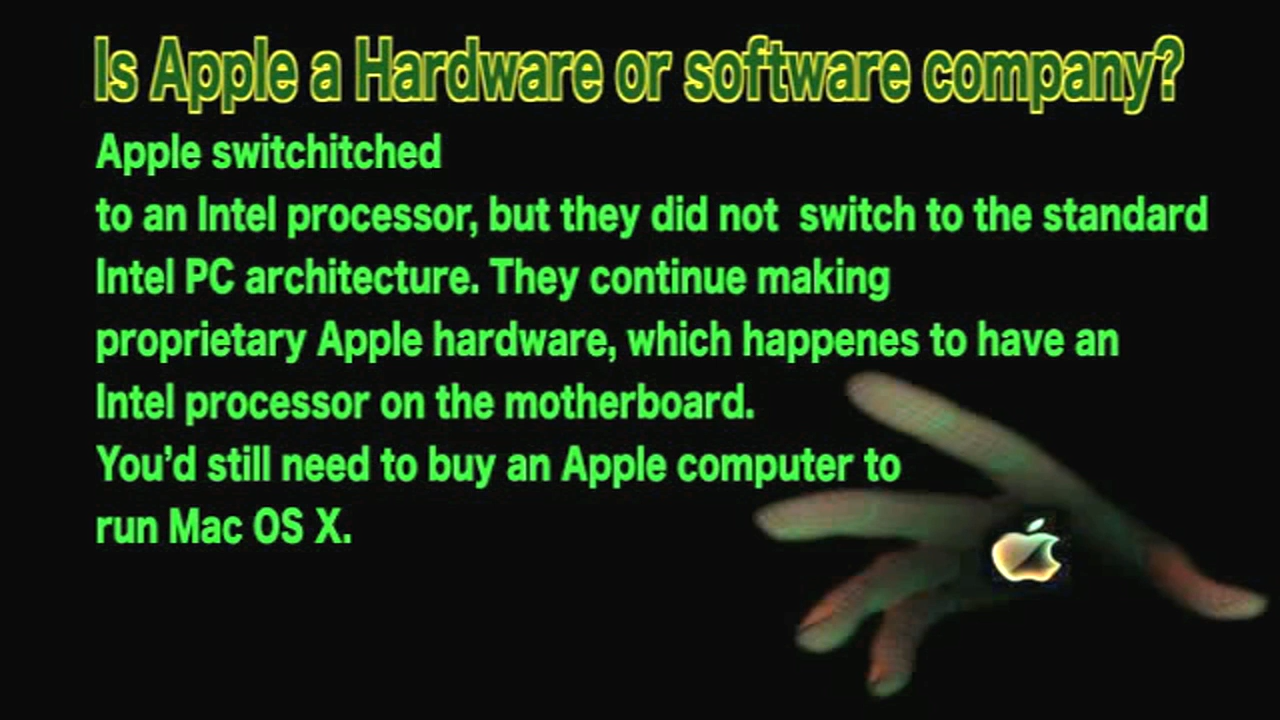 Is Apple a Hardware or software company?
Apple switchitched
to an Intel processor, but they did not  switch to the standard
Intel PC architecture. They continue making
proprietary Apple hardware, which happenes to have an
Intel processor on the motherboard.
You’d still need to buy an Apple computer to
run Mac OS X.